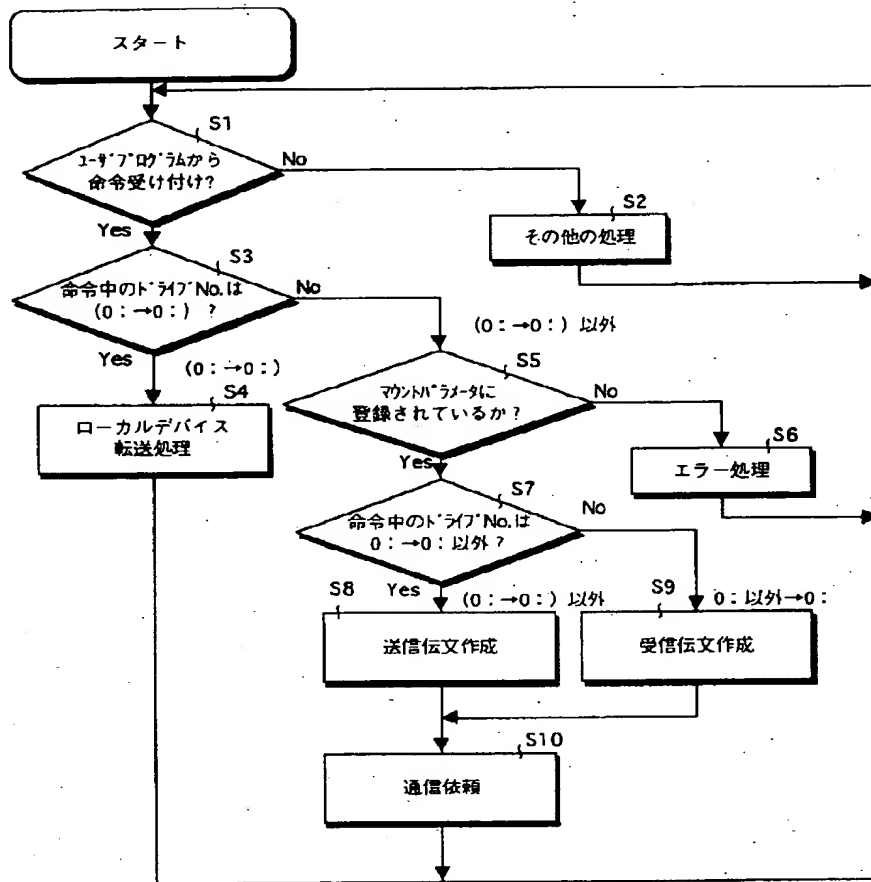 スタート
S1
ユーザプログラムから
命令受け付け?
No
Yes
S2
その他の処理
S3
命令中のドライブNo.は
(0:→0:) ?
No
Yes
(0:→0:) 以外
(0:→0:)
S4
ローカルデバイス
転送処理
S5
マウントパラメータに
登録されているか?
No
Yes
S6
エラー処理
S7
命令中のドライブNo.は
0:→0:以外?
No
Yes
S8
(0:→0:) 以外
送信伝文作成
S9
0:以外→0:
受信伝文作成
S10
通信依頼